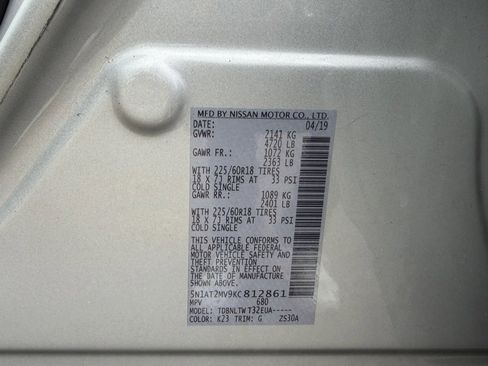 MFD BY NISSAN MOTOR CO., LTD.
DATE: 04/19
GVWR: 2141 KG
4720 LB
GAWR FR.: 1072 KG
2363 LB
WITH 225/60R18 TIRES
18 X 7J RIMS AT 33 PSI
COLD SINGLE
GAWR RR.: 1089 KG
2401 LB
WITH 225/60R18 TIRES
18 X 7J RIMS AT 33 PSI
COLD SINGLE
THIS VEHICLE CONFORMS TO
ALL APPLICABLE FEDERAL
MOTOR VEHICLE SAFETY AND
THEFT PREVENTION
STANDARDS IN EFFECT ON
THE DATE OF MANUFACTURE
SHOWN ABOVE.
5N1AT2MV9KC812861
MPV 680
MODEL: TDBNLTW T32EUA-----
COLOR: K23 TRIM: G ZS30A